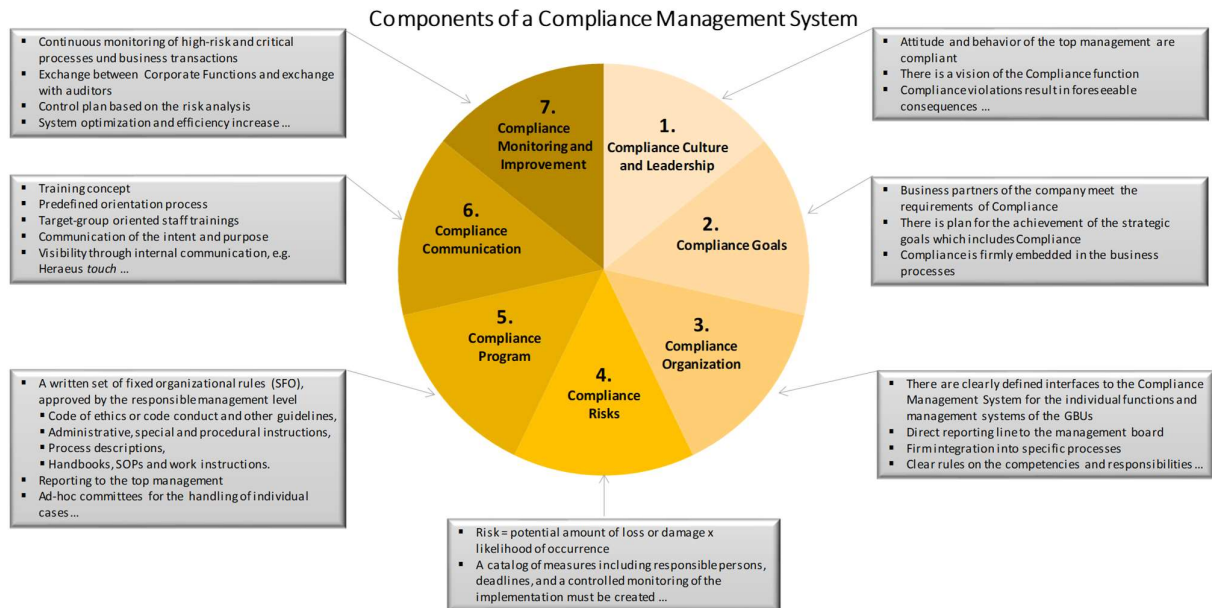 Components of a Compliance Management System
▪ Continuous monitoring of high-risk and critical
processes und business transactions
▪ Exchange between Corporate Functions and exchange
with auditors
▪ Control plan based on the risk analysis
▪ System optimization and efficiency increase ...
▪ Attitude and behavior of the top management are
compliant
▪ There is a vision of the Compliance function
▪ Compliance violations result in foreseeable
consequences ...
7.
Compliance
Monitoring and
Improvement
1.
Compliance Culture
and Leadership
▪ Training concept
▪ Predefined orientation process
▪ Target-group oriented staff trainings
▪ Communication of the intent and purpose
▪ Visibility through internal communication, e.g.
Heraeus touch ...
6.
Compliance
Communication
2.
Compliance Goals
▪ Business partners of the company meet the
requirements of Compliance
▪ There is plan for the achievement of the strategic
goals which includes Compliance
▪ Compliance is firmly embedded in the business
processes
5.
Compliance
Program
4.
Compliance
Risks
3.
Compliance
Organization
▪ A written set of fixed organizational rules (SFO),
approved by the responsible management level
▪ Code of ethics or code conduct and other guidelines,
▪ Administrative, special and procedural instructions,
▪ Process descriptions,
▪ Handbooks, SOPs and work instructions.
▪ Reporting to the top management
▪ Ad-hoc committees for the handling of individual
cases ...
▪ There are clearly defined interfaces to the Compliance
Management System for the individual functions and
management systems of the GBUs
▪ Direct reporting line to the management board
▪ Firm integration into specific processes
▪ Clear rules on the competencies and responsibilities ...
▪ Risk = potential amount of loss or damage x
likelihood of occurrence
▪ A catalog of measures including responsible persons,
deadlines, and a controlled monitoring of the
implementation must be created ...